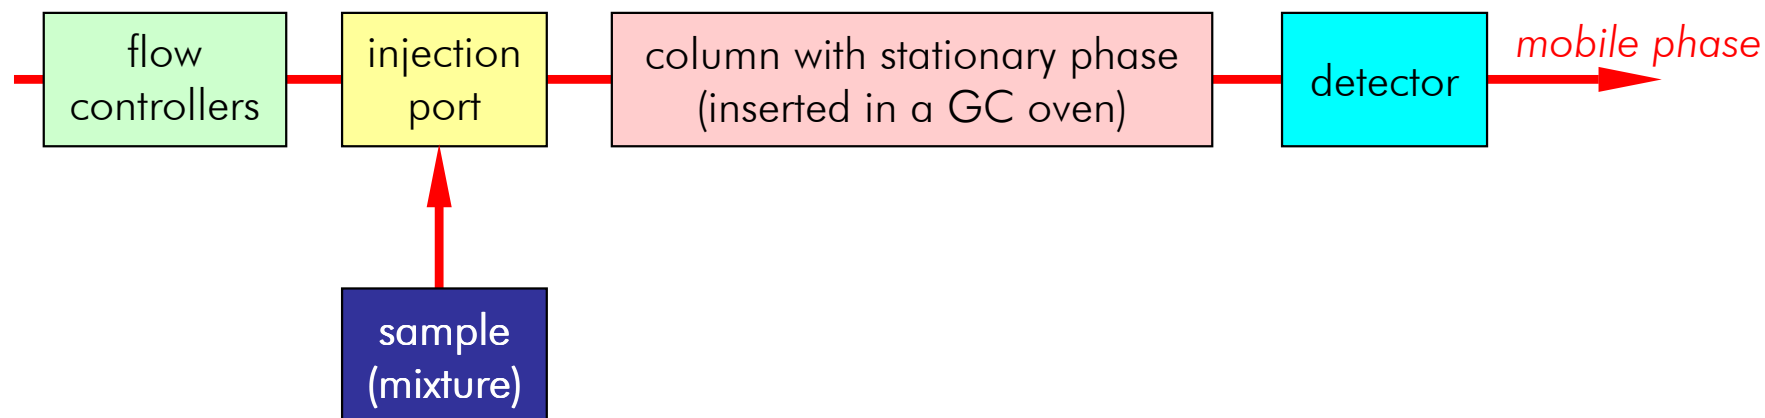 flow
controllers
injection
port
column with stationary phase
(inserted in a GC oven)
detector
mobile phase
sample
(mixture)